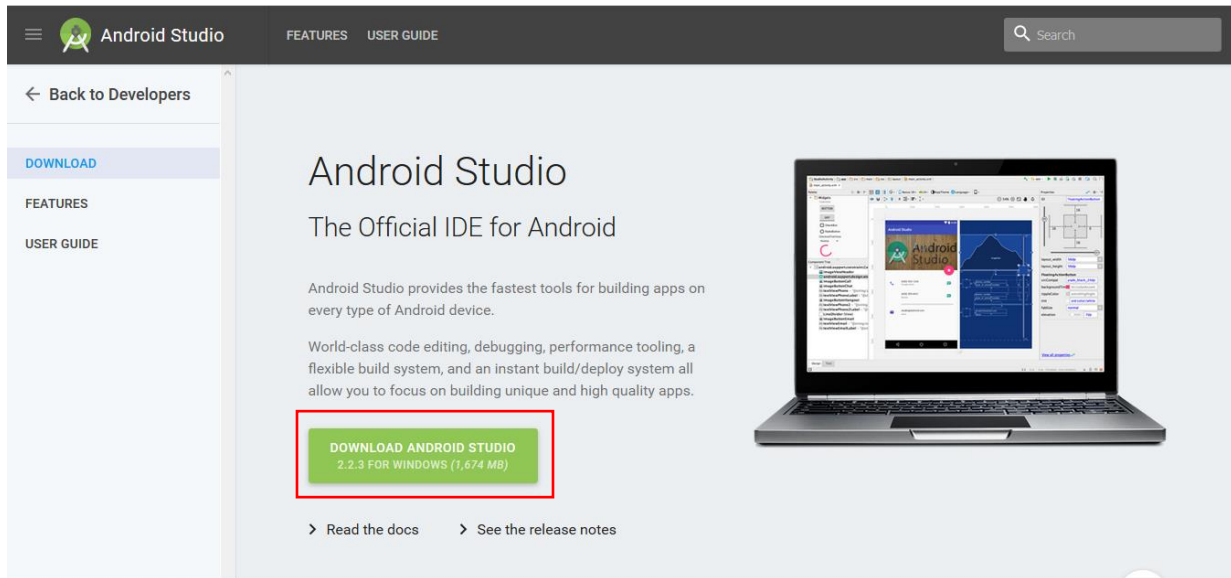 Android Studio
FEATURES USER GUIDE
Search
Back to Developers
DOWNLOAD
FEATURES
USER GUIDE
Android Studio
The Official IDE for Android
Android Studio provides the fastest tools for building apps on
every type of Android device.
World-class code editing, debugging, performance tooling, a
flexible build system, and an instant build/deploy system all
allow you to focus on building unique and high quality apps.
DOWNLOAD ANDROID STUDIO
2.2.3 FOR WINDOWS (1,674 MB)
Read the docs
See the release notes
Android
Studio